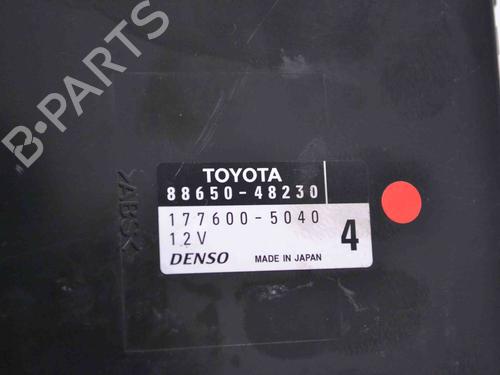 B-PARTS
TOYOTA
88650-48230
177600-5040
12V 4
DENSO MADE IN JAPAN
>ABS<